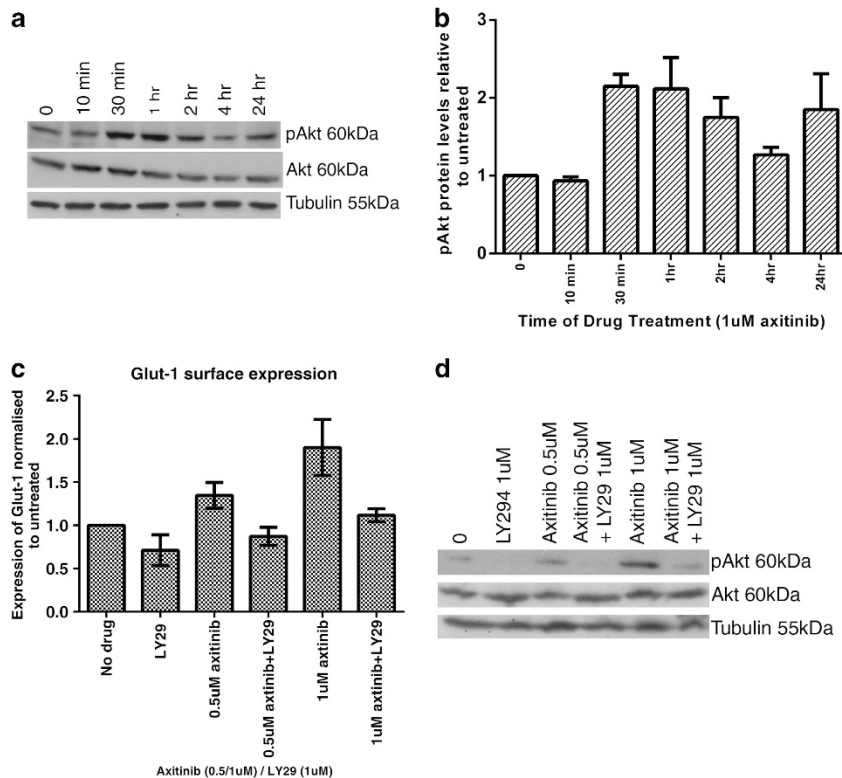 a
0
10 min
30 min
1 hr
2 hr
4 hr
24 hr
pAkt 60kDa
Akt 60kDa
Tubulin 55kDa
b
pAkt protein levels relative
to untreated
3
2
1
0
0
10 min
30 min
1hr
2hr
4hr
24hr
Time of Drug Treatment (1uM axitinib)
c
Glut-1 surface expression
Expression of Glut-1 normalised
to untreated
2.5
2.0
1.5
1.0
0.5
0.0
No drug
LY29
0.5uM axitinib
0.5uM axtinib+LY29
1uM axtinib
1uM axtinib+LY29
Axitinib (0.5/1uM) / LY29 (1uM)
d
0
LY294 1uM
Axitinib 0.5uM
Axitinib 0.5uM
+ LY29 1uM
Axitinib 1uM
Axitinib 1uM
+ LY29 1uM
pAkt 60kDa
Akt 60kDa
Tubulin 55kDa